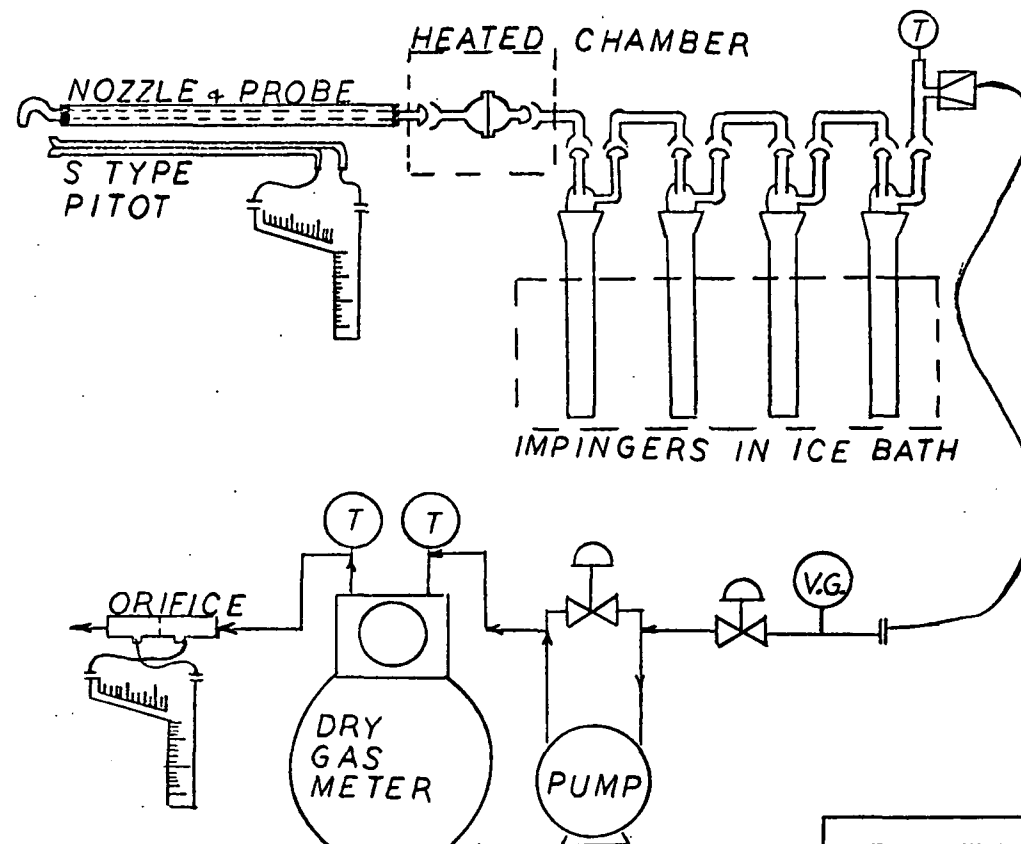 HEATED CHAMBER
T
NOZZLE & PROBE
S TYPE
PITOT
IMPINGERS IN ICE BATH
T
T
V.G.
ORIFICE
DRY
GAS
METER
PUMP